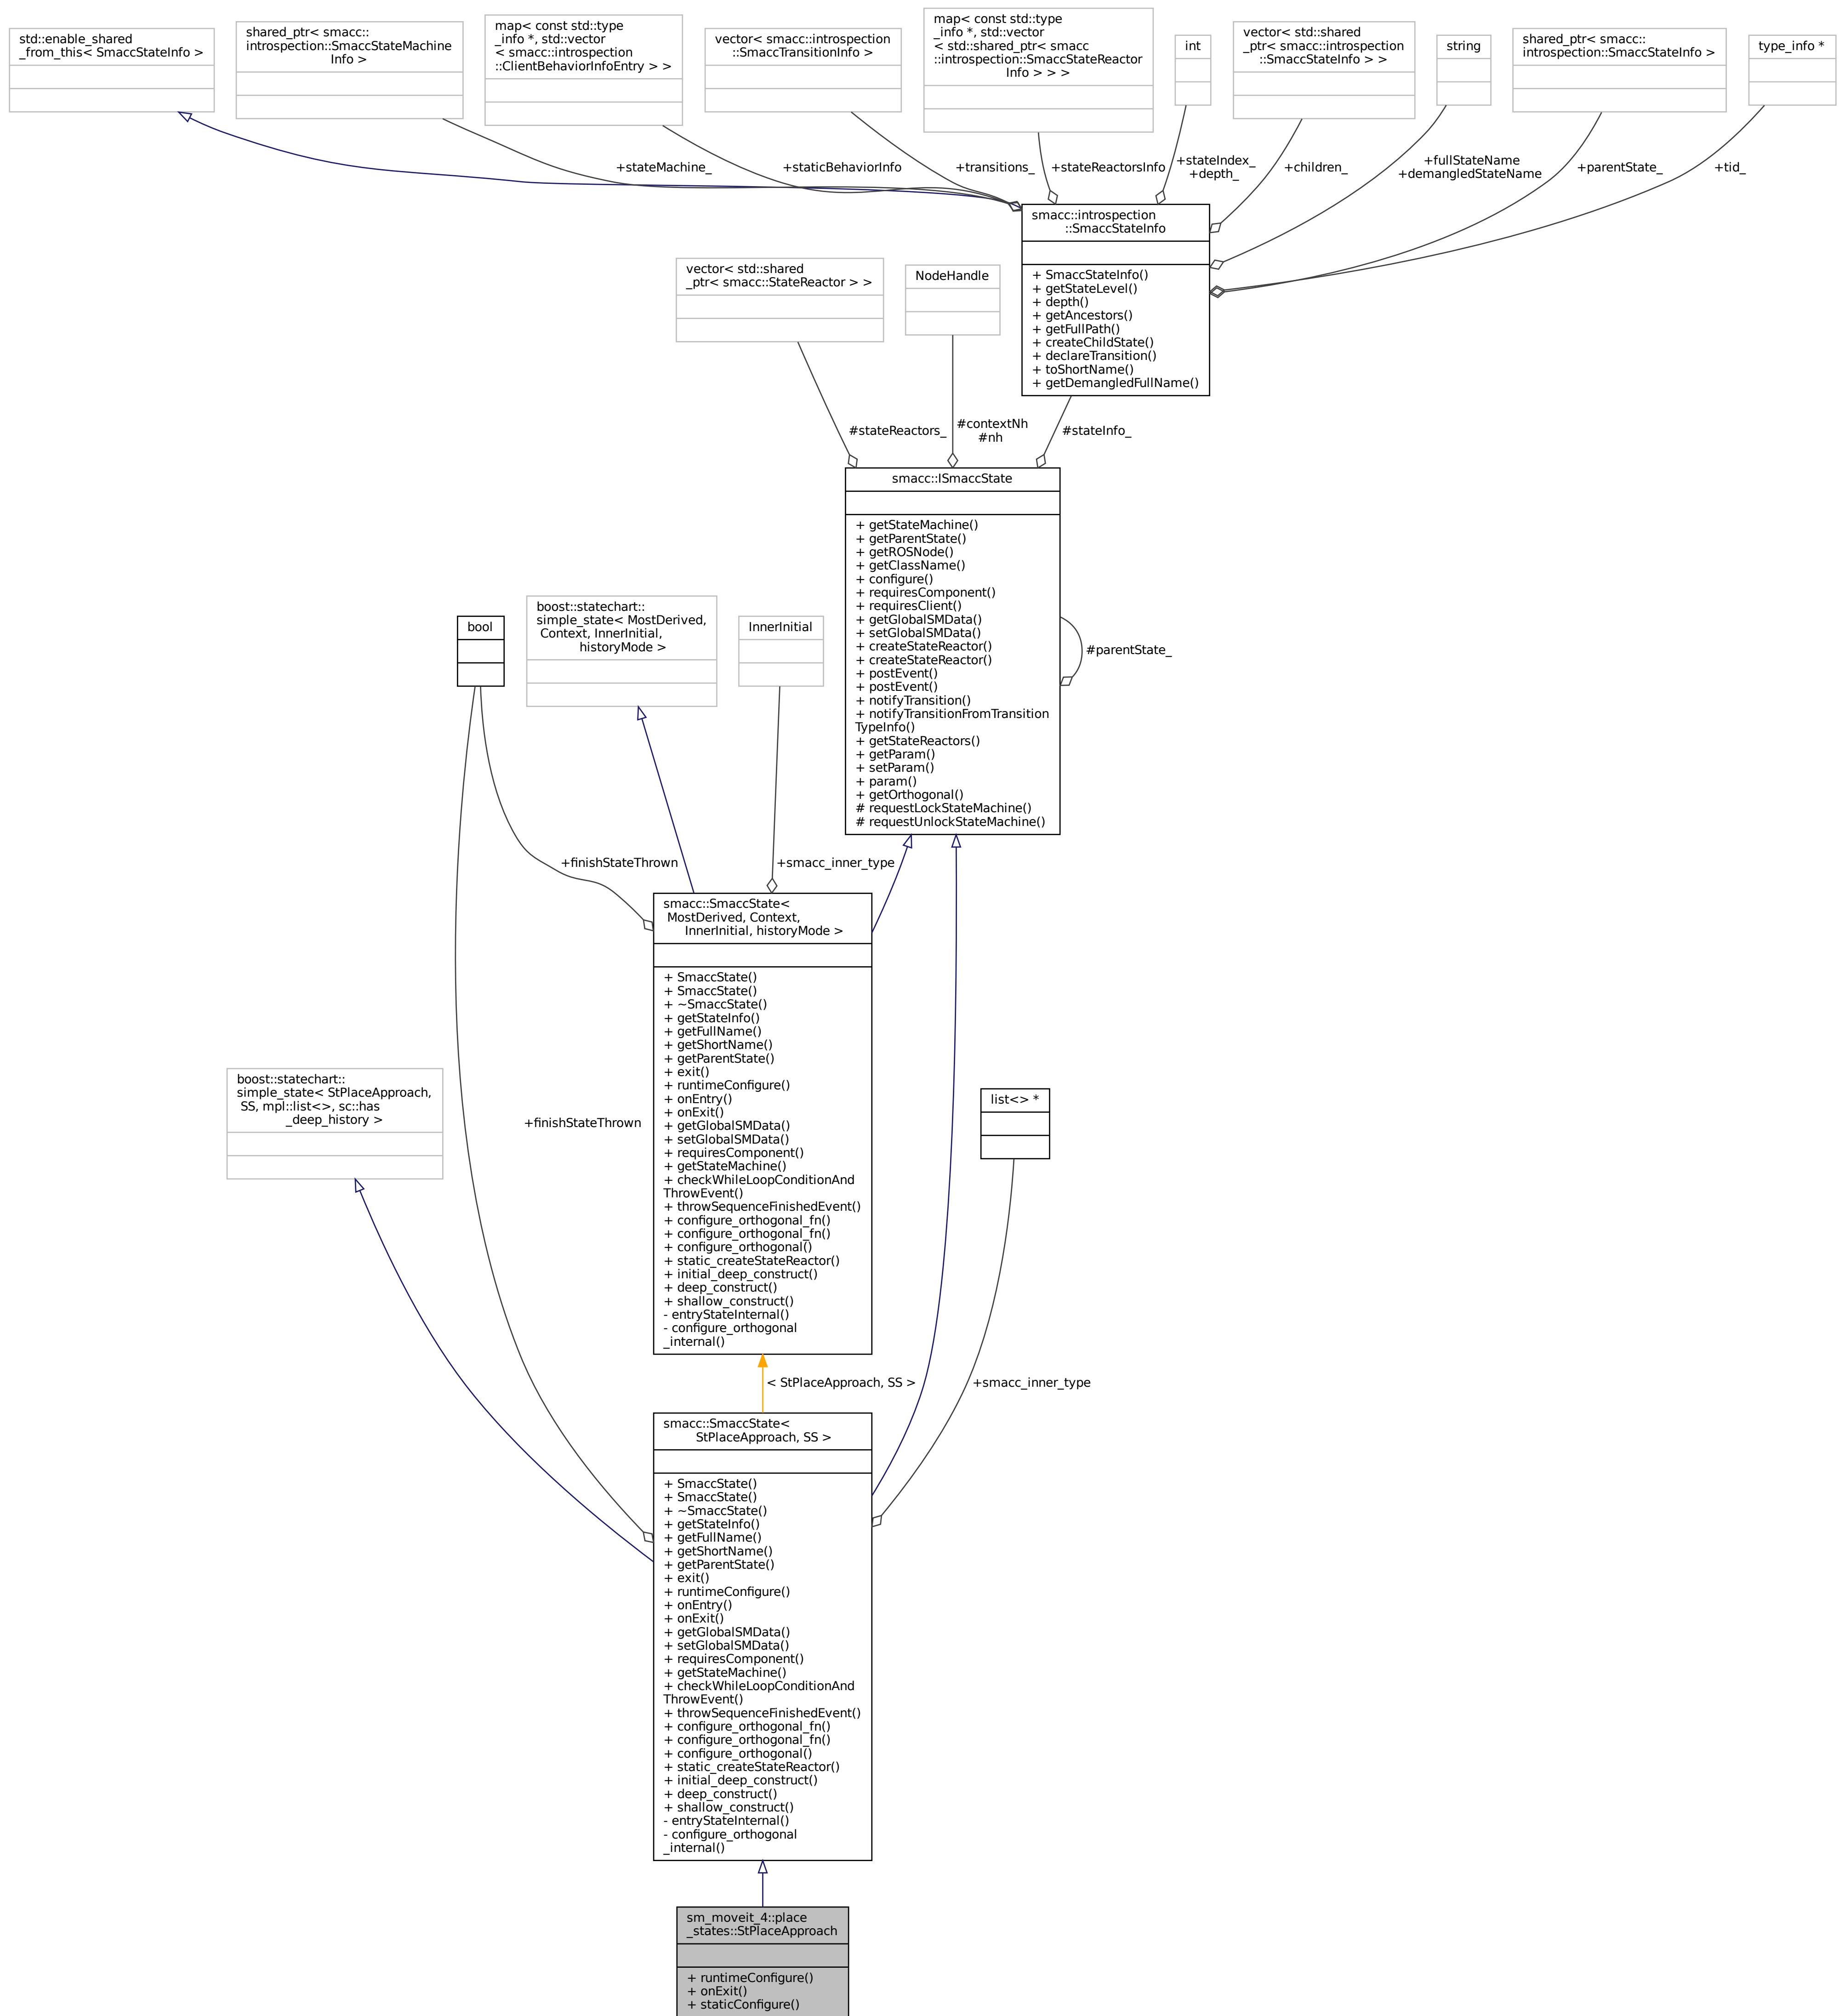 std::enable_shared
_from_this< SmaccStateInfo >
shared_ptr< smacc::
introspection::SmaccStateMachine
Info >
map< const std::type
_info *, std::vector
< smacc::introspection
::ClientBehaviorInfoEntry > >
vector< smacc::introspection
::SmaccTransitionInfo >
map< const std::type
_info *, std::vector
< std::shared_ptr< smacc
::introspection::SmaccStateReactor
Info > > >
int
vector< std::shared
_ptr< smacc::introspection
::SmaccStateInfo > >
string
shared_ptr< smacc::
introspection::SmaccStateInfo >
type_info *
+stateMachine_
+staticBehaviorInfo
+transitions_
+stateReactorsInfo
+stateIndex_
+depth_
+children_
+fullStateName
+demangledStateName
+parentState_
+tid_
smacc::introspection
::SmaccStateInfo
+ SmaccStateInfo()
+ getStateLevel()
+ depth()
+ getAncestors()
+ getFullPath()
+ createChildState()
+ declareTransition()
+ toShortName()
+ getDemangledFullName()
vector< std::shared
_ptr< smacc::StateReactor > >
NodeHandle
#stateReactors_
#contextNh
#nh
#stateInfo_
smacc::ISmaccState
+ getStateMachine()
+ getParentState()
+ getROSNode()
+ getClassName()
+ configure()
+ requiresComponent()
+ requiresClient()
+ getGlobalSMData()
+ setGlobalSMData()
+ createStateReactor()
+ createStateReactor()
+ postEvent()
+ postEvent()
+ notifyTransition()
+ notifyTransitionFromTransition
TypeInfo()
+ getStateReactors()
+ getParam()
+ setParam()
+ param()
+ getOrthogonal()
# requestLockStateMachine()
# requestUnlockStateMachine()
#parentState_
bool
boost::statechart::
simple_state< MostDerived,
Context, InnerInitial,
historyMode >
InnerInitial
+finishStateThrown
+smacc_inner_type
smacc::SmaccState<
MostDerived, Context,
InnerInitial, historyMode >
+ SmaccState()
+ SmaccState()
+ ~SmaccState()
+ getStateInfo()
+ getFullName()
+ getShortName()
+ getParentState()
+ exit()
+ runtimeConfigure()
+ onEntry()
+ onExit()
+ getGlobalSMData()
+ setGlobalSMData()
+ requiresComponent()
+ getStateMachine()
+ checkWhileLoopConditionAnd
ThrowEvent()
+ throwSequenceFinishedEvent()
+ configure_orthogonal_fn()
+ configure_orthogonal_fn()
+ configure_orthogonal()
+ static_createStateReactor()
+ initial_deep_construct()
+ deep_construct()
+ shallow_construct()
- entryStateInternal()
- configure_orthogonal
_internal()
boost::statechart::
simple_state< StPlaceApproach,
SS, mpl::list<>, sc::has
_deep_history >
+finishStateThrown
list<> *
< StPlaceApproach, SS >
+smacc_inner_type
smacc::SmaccState<
StPlaceApproach, SS >
+ SmaccState()
+ SmaccState()
+ ~SmaccState()
+ getStateInfo()
+ getFullName()
+ getShortName()
+ getParentState()
+ exit()
+ runtimeConfigure()
+ onEntry()
+ onExit()
+ getGlobalSMData()
+ setGlobalSMData()
+ requiresComponent()
+ getStateMachine()
+ checkWhileLoopConditionAnd
ThrowEvent()
+ throwSequenceFinishedEvent()
+ configure_orthogonal_fn()
+ configure_orthogonal_fn()
+ configure_orthogonal()
+ static_createStateReactor()
+ initial_deep_construct()
+ deep_construct()
+ shallow_construct()
- entryStateInternal()
- configure_orthogonal
_internal()
sm_moveit_4::place
_states::StPlaceApproach
+ runtimeConfigure()
+ onExit()
+ staticConfigure()